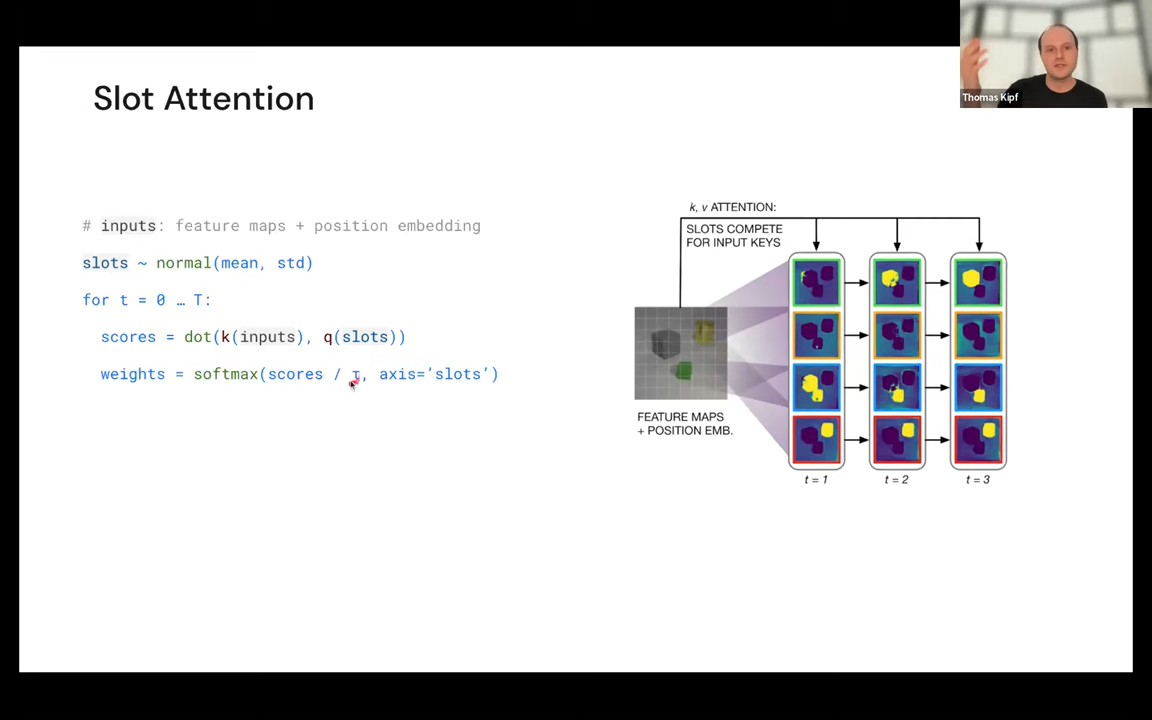 Slot Attention
Thomas Kipf
# inputs: feature maps + position embedding
slots ~ normal(mean, std)
for t = 0 … T:
scores = dot(k(inputs), q(slots))
weights = softmax(scores / τ, axis='slots')
k, v ATTENTION:
SLOTS COMPETE
FOR INPUT KEYS
FEATURE MAPS
+ POSITION EMB.
t = 1
t = 2
t = 3